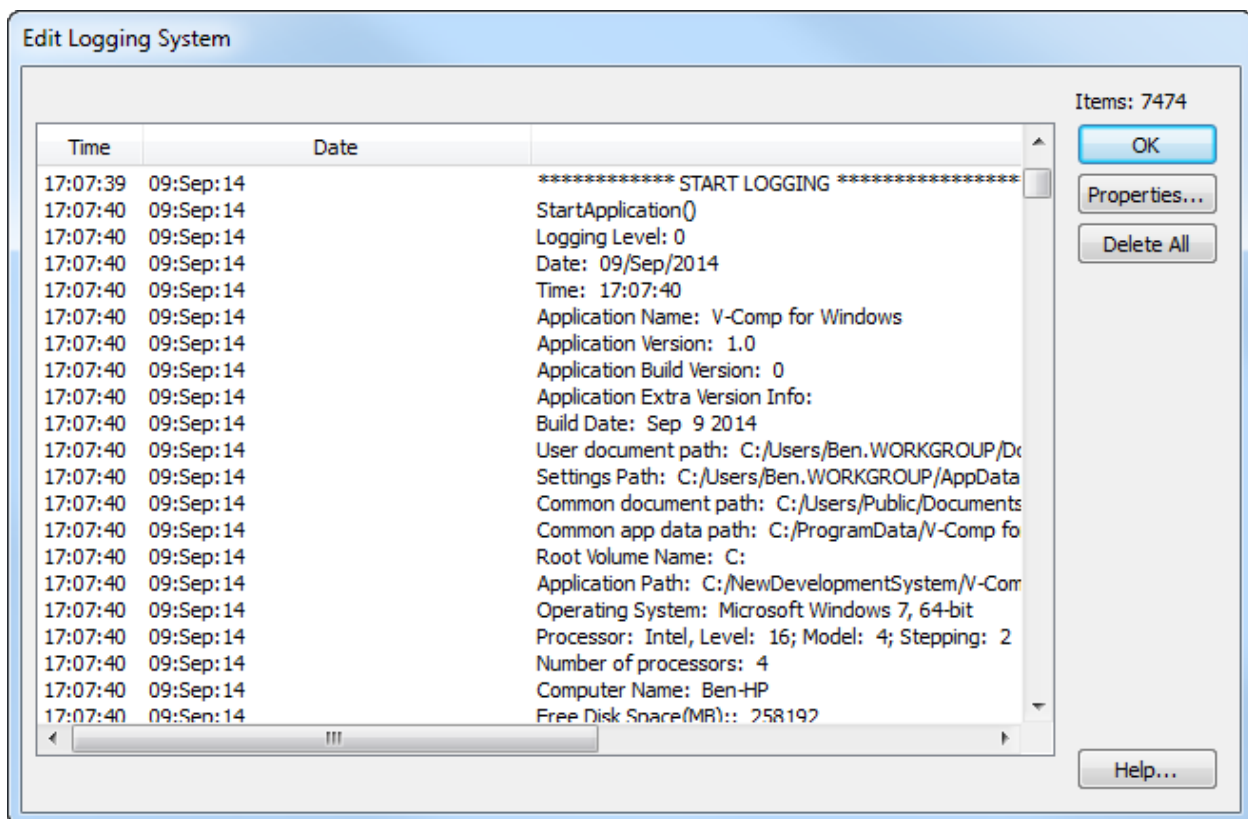 Edit Logging System
Items: 7474
Time Date
OK
17:07:39 09:Sep:14 ************ START LOGGING ****************
17:07:40 09:Sep:14 StartApplication()
Properties...
17:07:40 09:Sep:14 Logging Level: 0
Delete All
17:07:40 09:Sep:14 Date: 09/Sep/2014
17:07:40 09:Sep:14 Time: 17:07:40
17:07:40 09:Sep:14 Application Name: V-Comp for Windows
17:07:40 09:Sep:14 Application Version: 1.0
17:07:40 09:Sep:14 Application Build Version: 0
17:07:40 09:Sep:14 Application Extra Version Info:
17:07:40 09:Sep:14 Build Date: Sep 9 2014
17:07:40 09:Sep:14 User document path: C:/Users/Ben.WORKGROUP/Do
17:07:40 09:Sep:14 Settings Path: C:/Users/Ben.WORKGROUP/AppData
17:07:40 09:Sep:14 Common document path: C:/Users/Public/Documents
17:07:40 09:Sep:14 Common app data path: C:/ProgramData/V-Comp fo
17:07:40 09:Sep:14 Root Volume Name: C:
17:07:40 09:Sep:14 Application Path: C:/NewDevelopmentSystem/V-Com
17:07:40 09:Sep:14 Operating System: Microsoft Windows 7, 64-bit
17:07:40 09:Sep:14 Processor: Intel, Level: 16; Model: 4; Stepping: 2
17:07:40 09:Sep:14 Number of processors: 4
17:07:40 09:Sep:14 Computer Name: Ben-HP
17:07:40 09:Sep:14 Free Disk Space(MB):: 258192
Help...